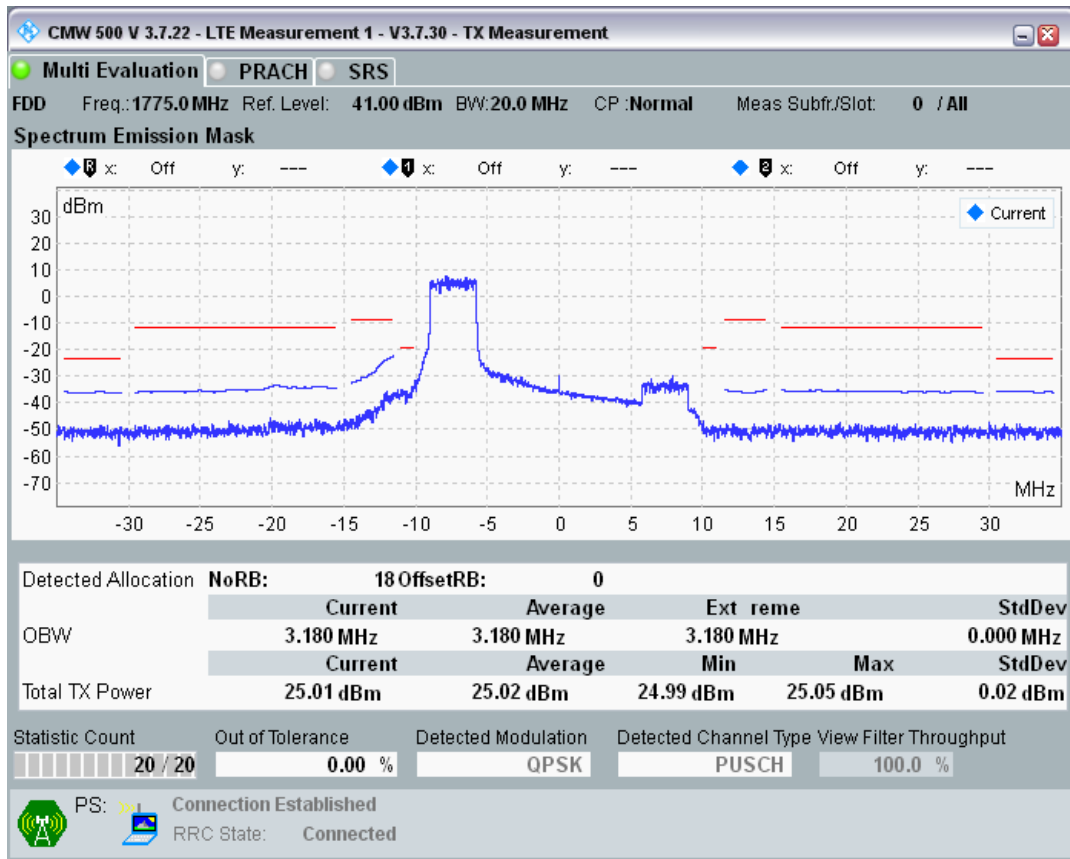 CMW 500 V 3.7.22 - LTE Measurement 1 - V3.7.30 - TX Measurement
Multi Evaluation PRACH SRS
FDD Freq.:1775.0 MHz Ref. Level: 41.00 dBm BW:20.0 MHz CP :Normal Meas Subfr./Slot: 0 / All
Spectrum Emission Mask
R x: Off y: --- 1 x: Off y: --- 2 x: Off y: ---
dBm
Current
30
20
10
0
-10
-20
-30
-40
-50
-60
-70
MHz
-30 -25 -20 -15 -10 -5 0 5 10 15 20 25 30
Detected Allocation NoRB: 18 OffsetRB: 0
Current Average Ext reme StdDev
OBW 3.180 MHz 3.180 MHz 3.180 MHz 0.000 MHz
Current Average Min Max StdDev
Total TX Power 25.01 dBm 25.02 dBm 24.99 dBm 25.05 dBm 0.02 dBm
Statistic Count Out of Tolerance Detected Modulation Detected Channel Type View Filter Throughput
20 / 20 0.00 % QPSK PUSCH 100.0 %
PS: Connection Established
RRC State: Connected